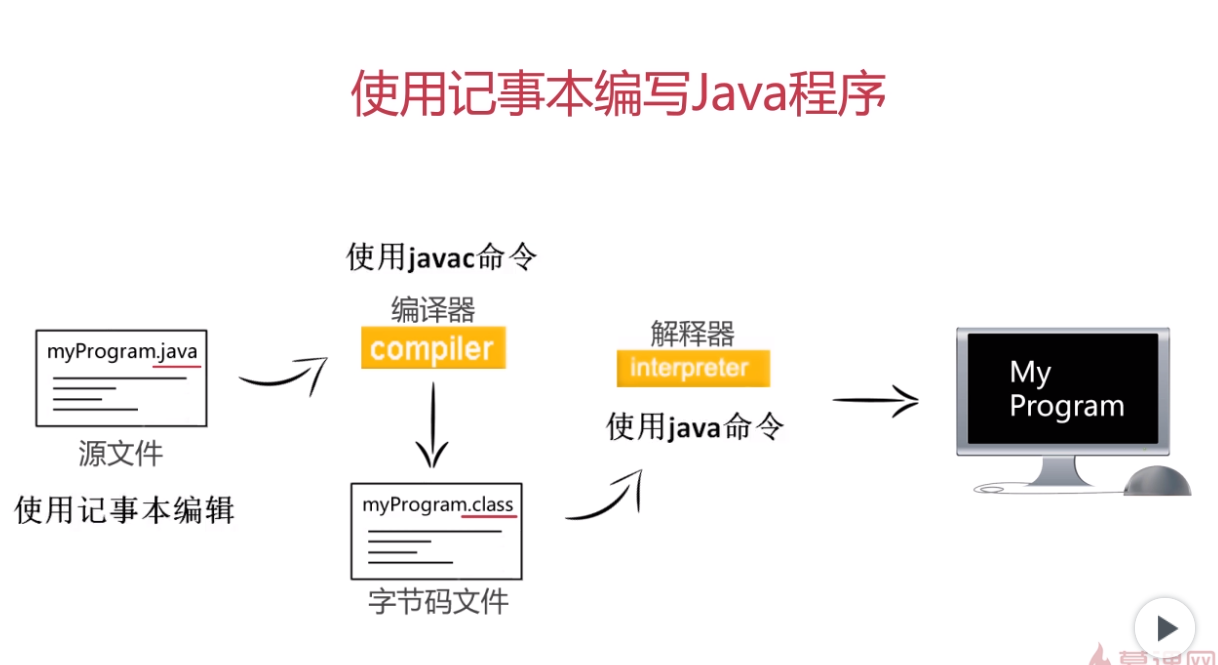 使用记事本编写Java程序
使用javac命令
编译器
compiler
myProgram.java
源文件
使用记事本编辑
myProgram.class
字节码文件
解释器
interpreter
使用java命令
My
Program